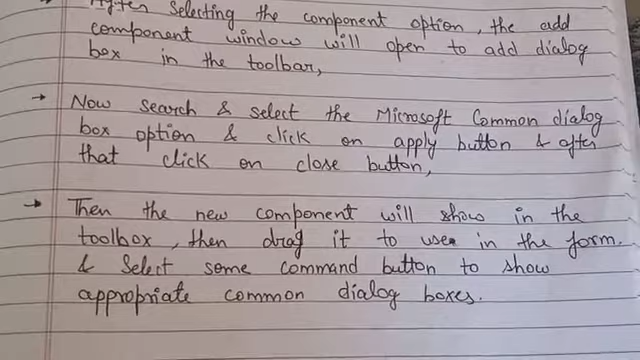 → After selecting the component option, the add
component window will open to add dialog
box in the toolbar,
→ Now search & select the Microsoft Common dialog
box option & click on apply button & after
that click on close button,
→ Then the new component will show in the
toolbox, then drag it to use in the form.
& Select some command button to show
appropriate common dialog boxes.